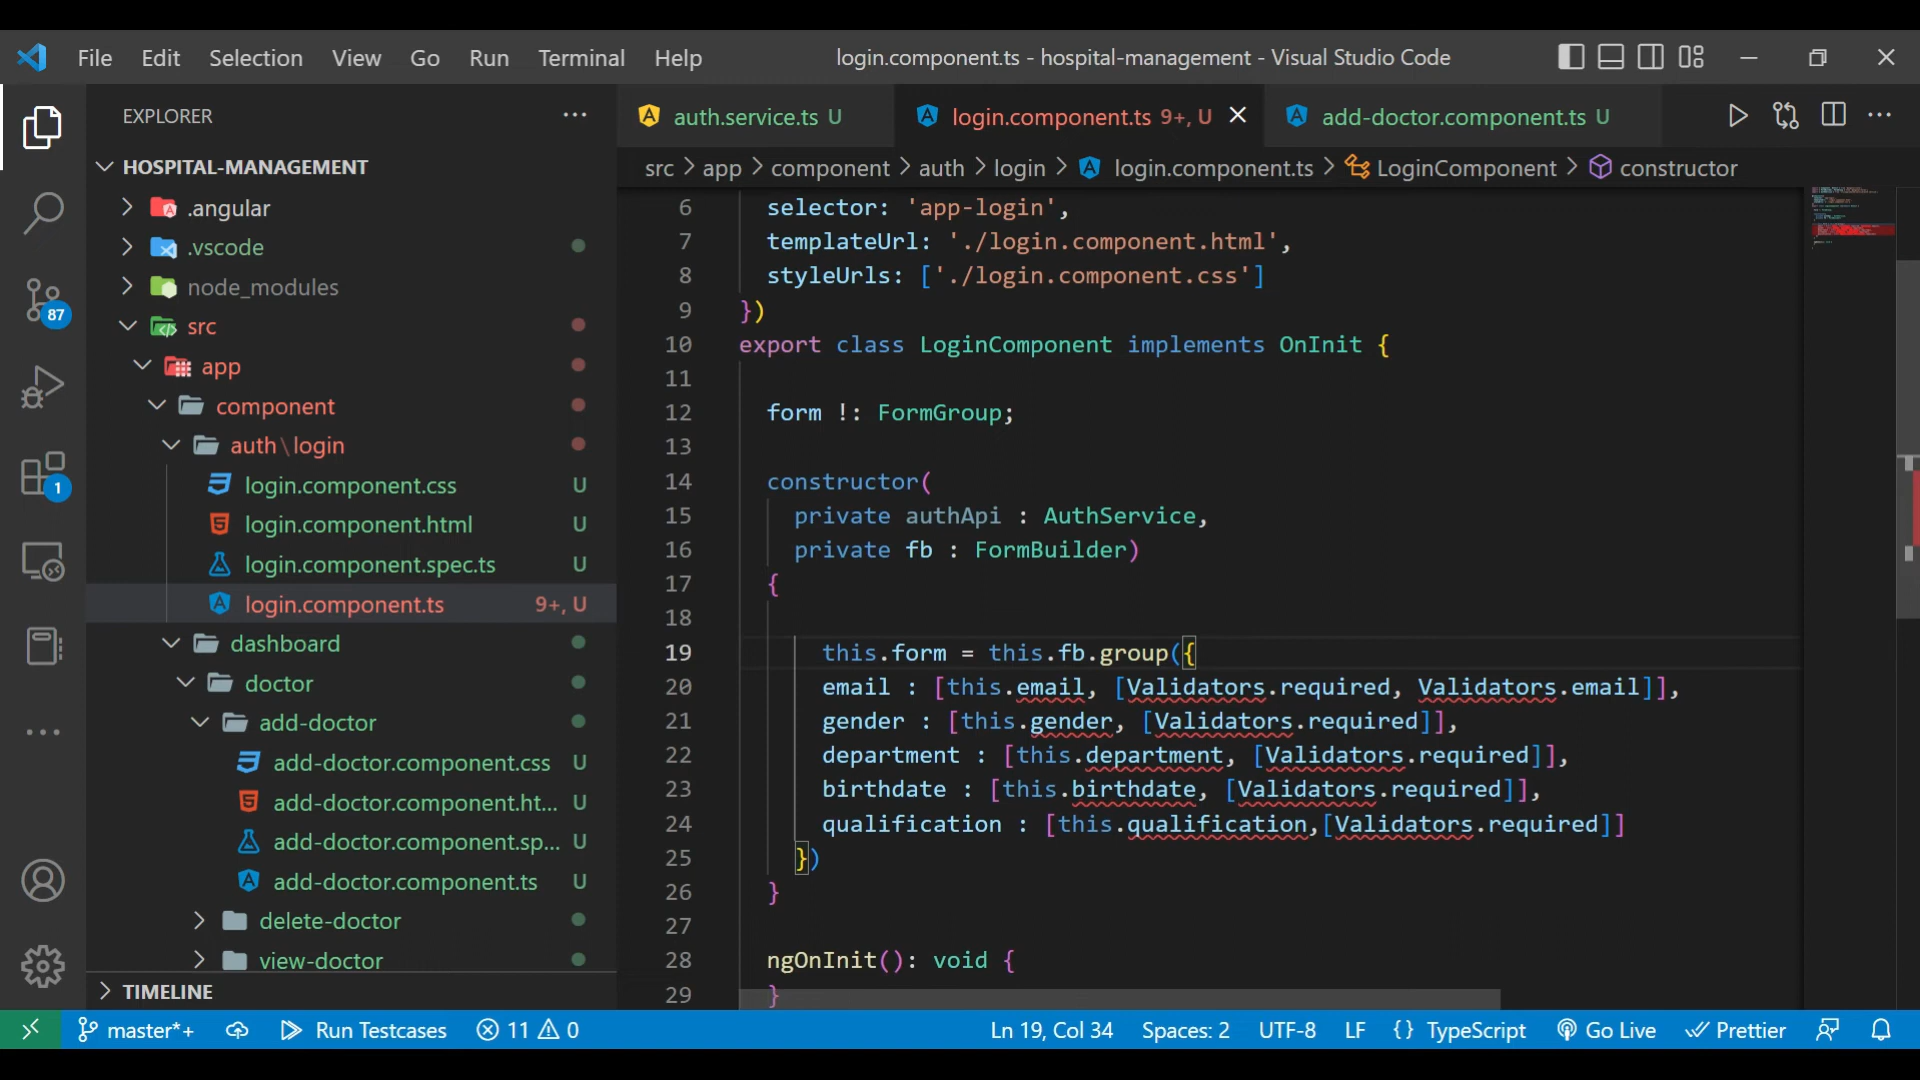 File Edit Selection View Go Run Terminal Help
login.component.ts - hospital-management - Visual Studio Code
EXPLORER
HOSPITAL-MANAGEMENT
.angular
.vscode
node_modules
src
app
component
auth\login
login.component.css U
login.component.html U
login.component.spec.ts U
login.component.ts 9+, U
dashboard
doctor
add-doctor
add-doctor.component.css U
add-doctor.component.ht... U
add-doctor.component.sp... U
add-doctor.component.ts U
delete-doctor
view-doctor
TIMELINE
87
1
auth.service.ts U
login.component.ts 9+, U
add-doctor.component.ts U
src > app > component > auth > login > login.component.ts > LoginComponent > constructor
6 selector: 'app-login',
7 templateUrl: './login.component.html',
8 styleUrls: ['./login.component.css']
9 })
10 export class LoginComponent implements OnInit {
11
12 form !: FormGroup;
13
14 constructor(
15 private authApi : AuthService,
16 private fb : FormBuilder)
17 {
18
19 this.form = this.fb.group({
20 email : [this.email, [Validators.required, Validators.email]],
21 gender : [this.gender, [Validators.required]],
22 department : [this.department, [Validators.required]],
23 birthdate : [this.birthdate, [Validators.required]],
24 qualification : [this.qualification,[Validators.required]]
25 })
26 }
27
28 ngOnInit(): void {
29 }
master*+ Run Testcases 11 0
Ln 19, Col 34 Spaces: 2 UTF-8 LF {} TypeScript Go Live Prettier